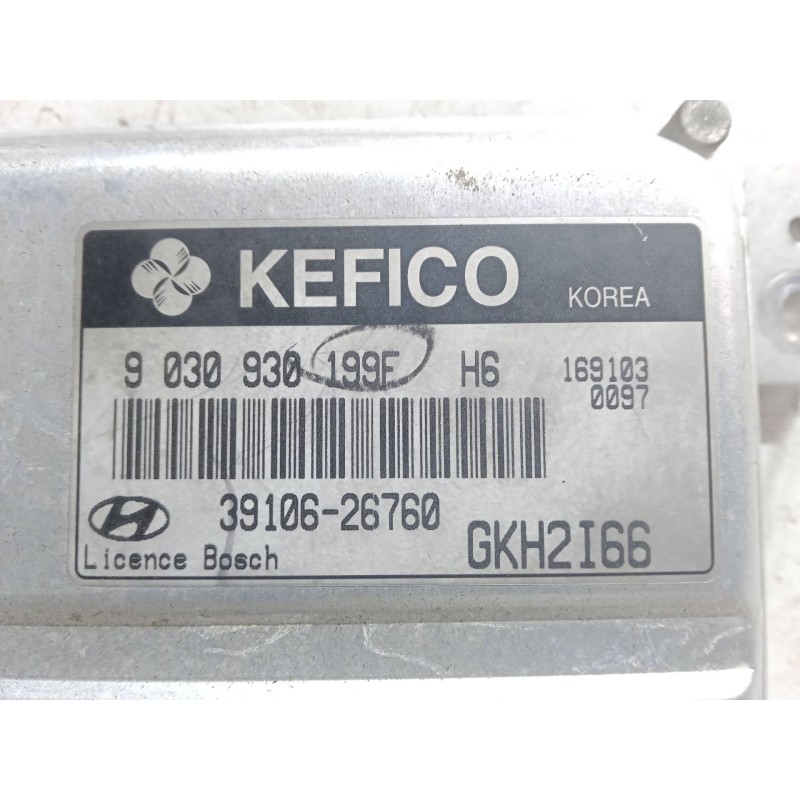 KEFICO KOREA
9 030 930 199F H6 169103
0097
39106-26760
GKH2I66
Licence Bosch